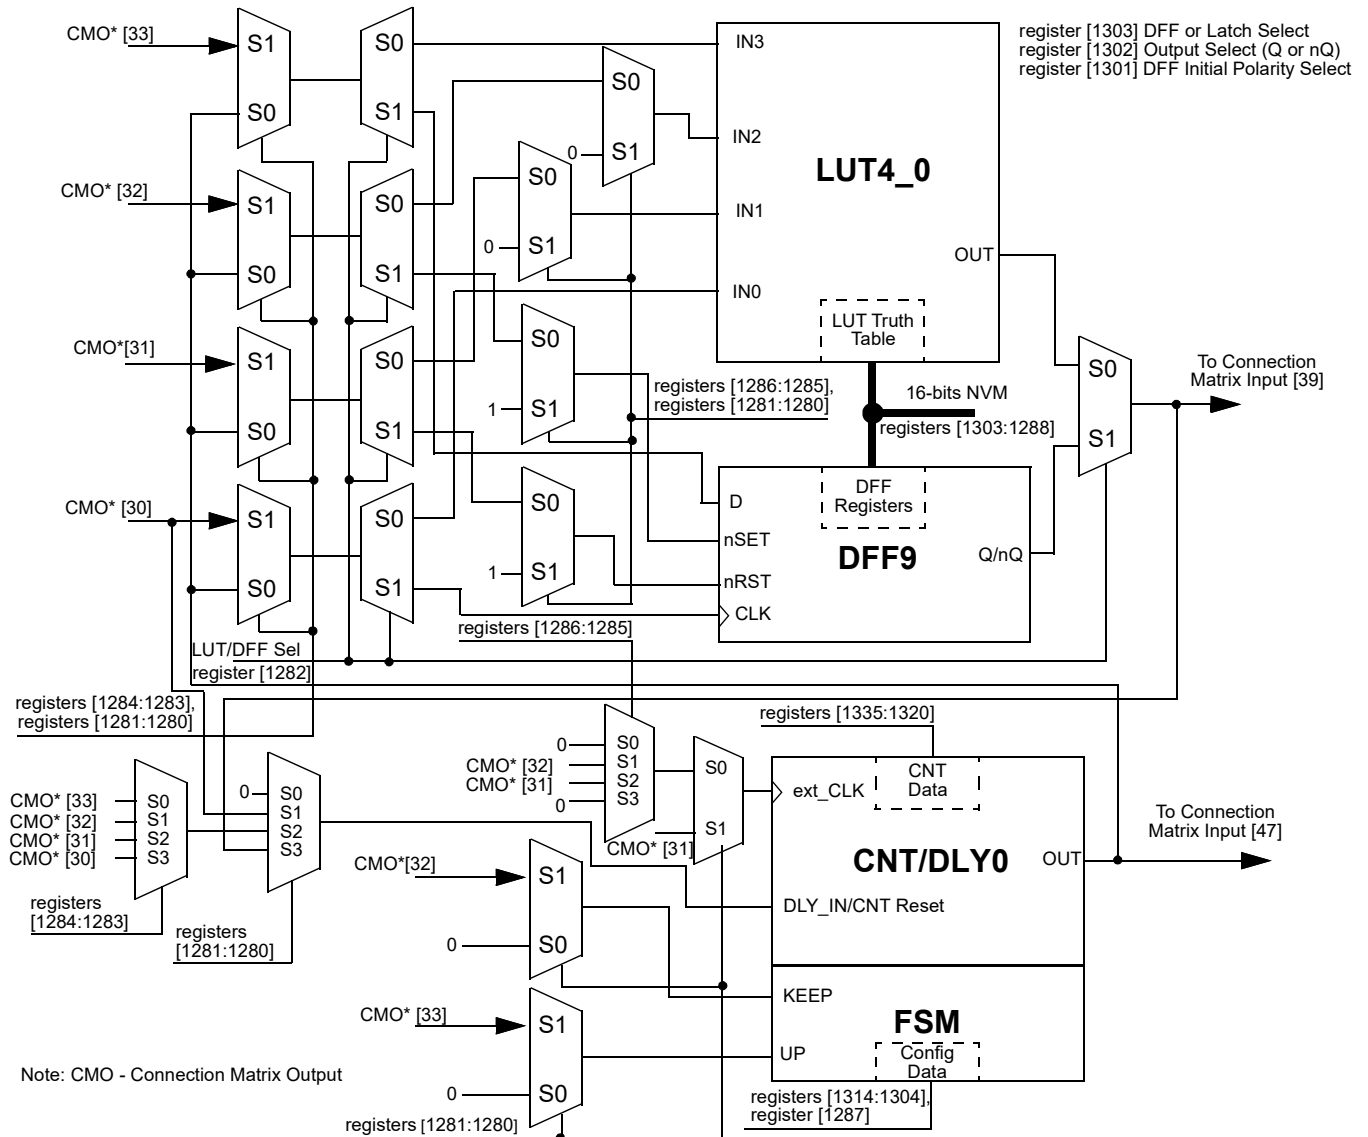 CMO* [33]
S1
S0
S0
S1
S0
S1
0
IN3
IN2
IN1
IN0
LUT4_0
OUT
LUT Truth
Table
register [1303] DFF or Latch Select
register [1302] Output Select (Q or nQ)
register [1301] DFF Initial Polarity Select
CMO* [32]
S1
S0
S0
S1
S0
S1
0
CMO*[31]
S1
S0
S0
S1
S0
S1
1
registers [1286:1285],
registers [1281:1280]
16-bits NVM
registers [1303:1288]
S0
S1
To Connection
Matrix Input [39]
CMO* [30]
S1
S0
S0
S1
S0
S1
1
D
nSET
nRST
CLK
DFF
Registers
DFF9
Q/nQ
registers [1286:1285]
LUT/DFF Sel
register [1282]
registers [1284:1283],
registers [1281:1280]
CMO* [33]
CMO* [32]
CMO* [31]
CMO* [30]
S0
S1
S2
S3
0
S0
S1
S2
S3
registers
[1284:1283]
registers
[1281:1280]
0
CMO* [32]
CMO* [31]
0
S0
S1
S2
S3
S0
S1
CMO* [31]
registers [1335:1320]
ext_CLK
CNT
Data
CNT/DLY0
OUT
DLY_IN/CNT Reset
To Connection
Matrix Input [47]
CMO*[32]
S1
0
S0
KEEP
FSM
UP
Config
Data
CMO* [33]
S1
0
S0
registers [1281:1280]
registers [1314:1304],
register [1287]
Note: CMO - Connection Matrix Output